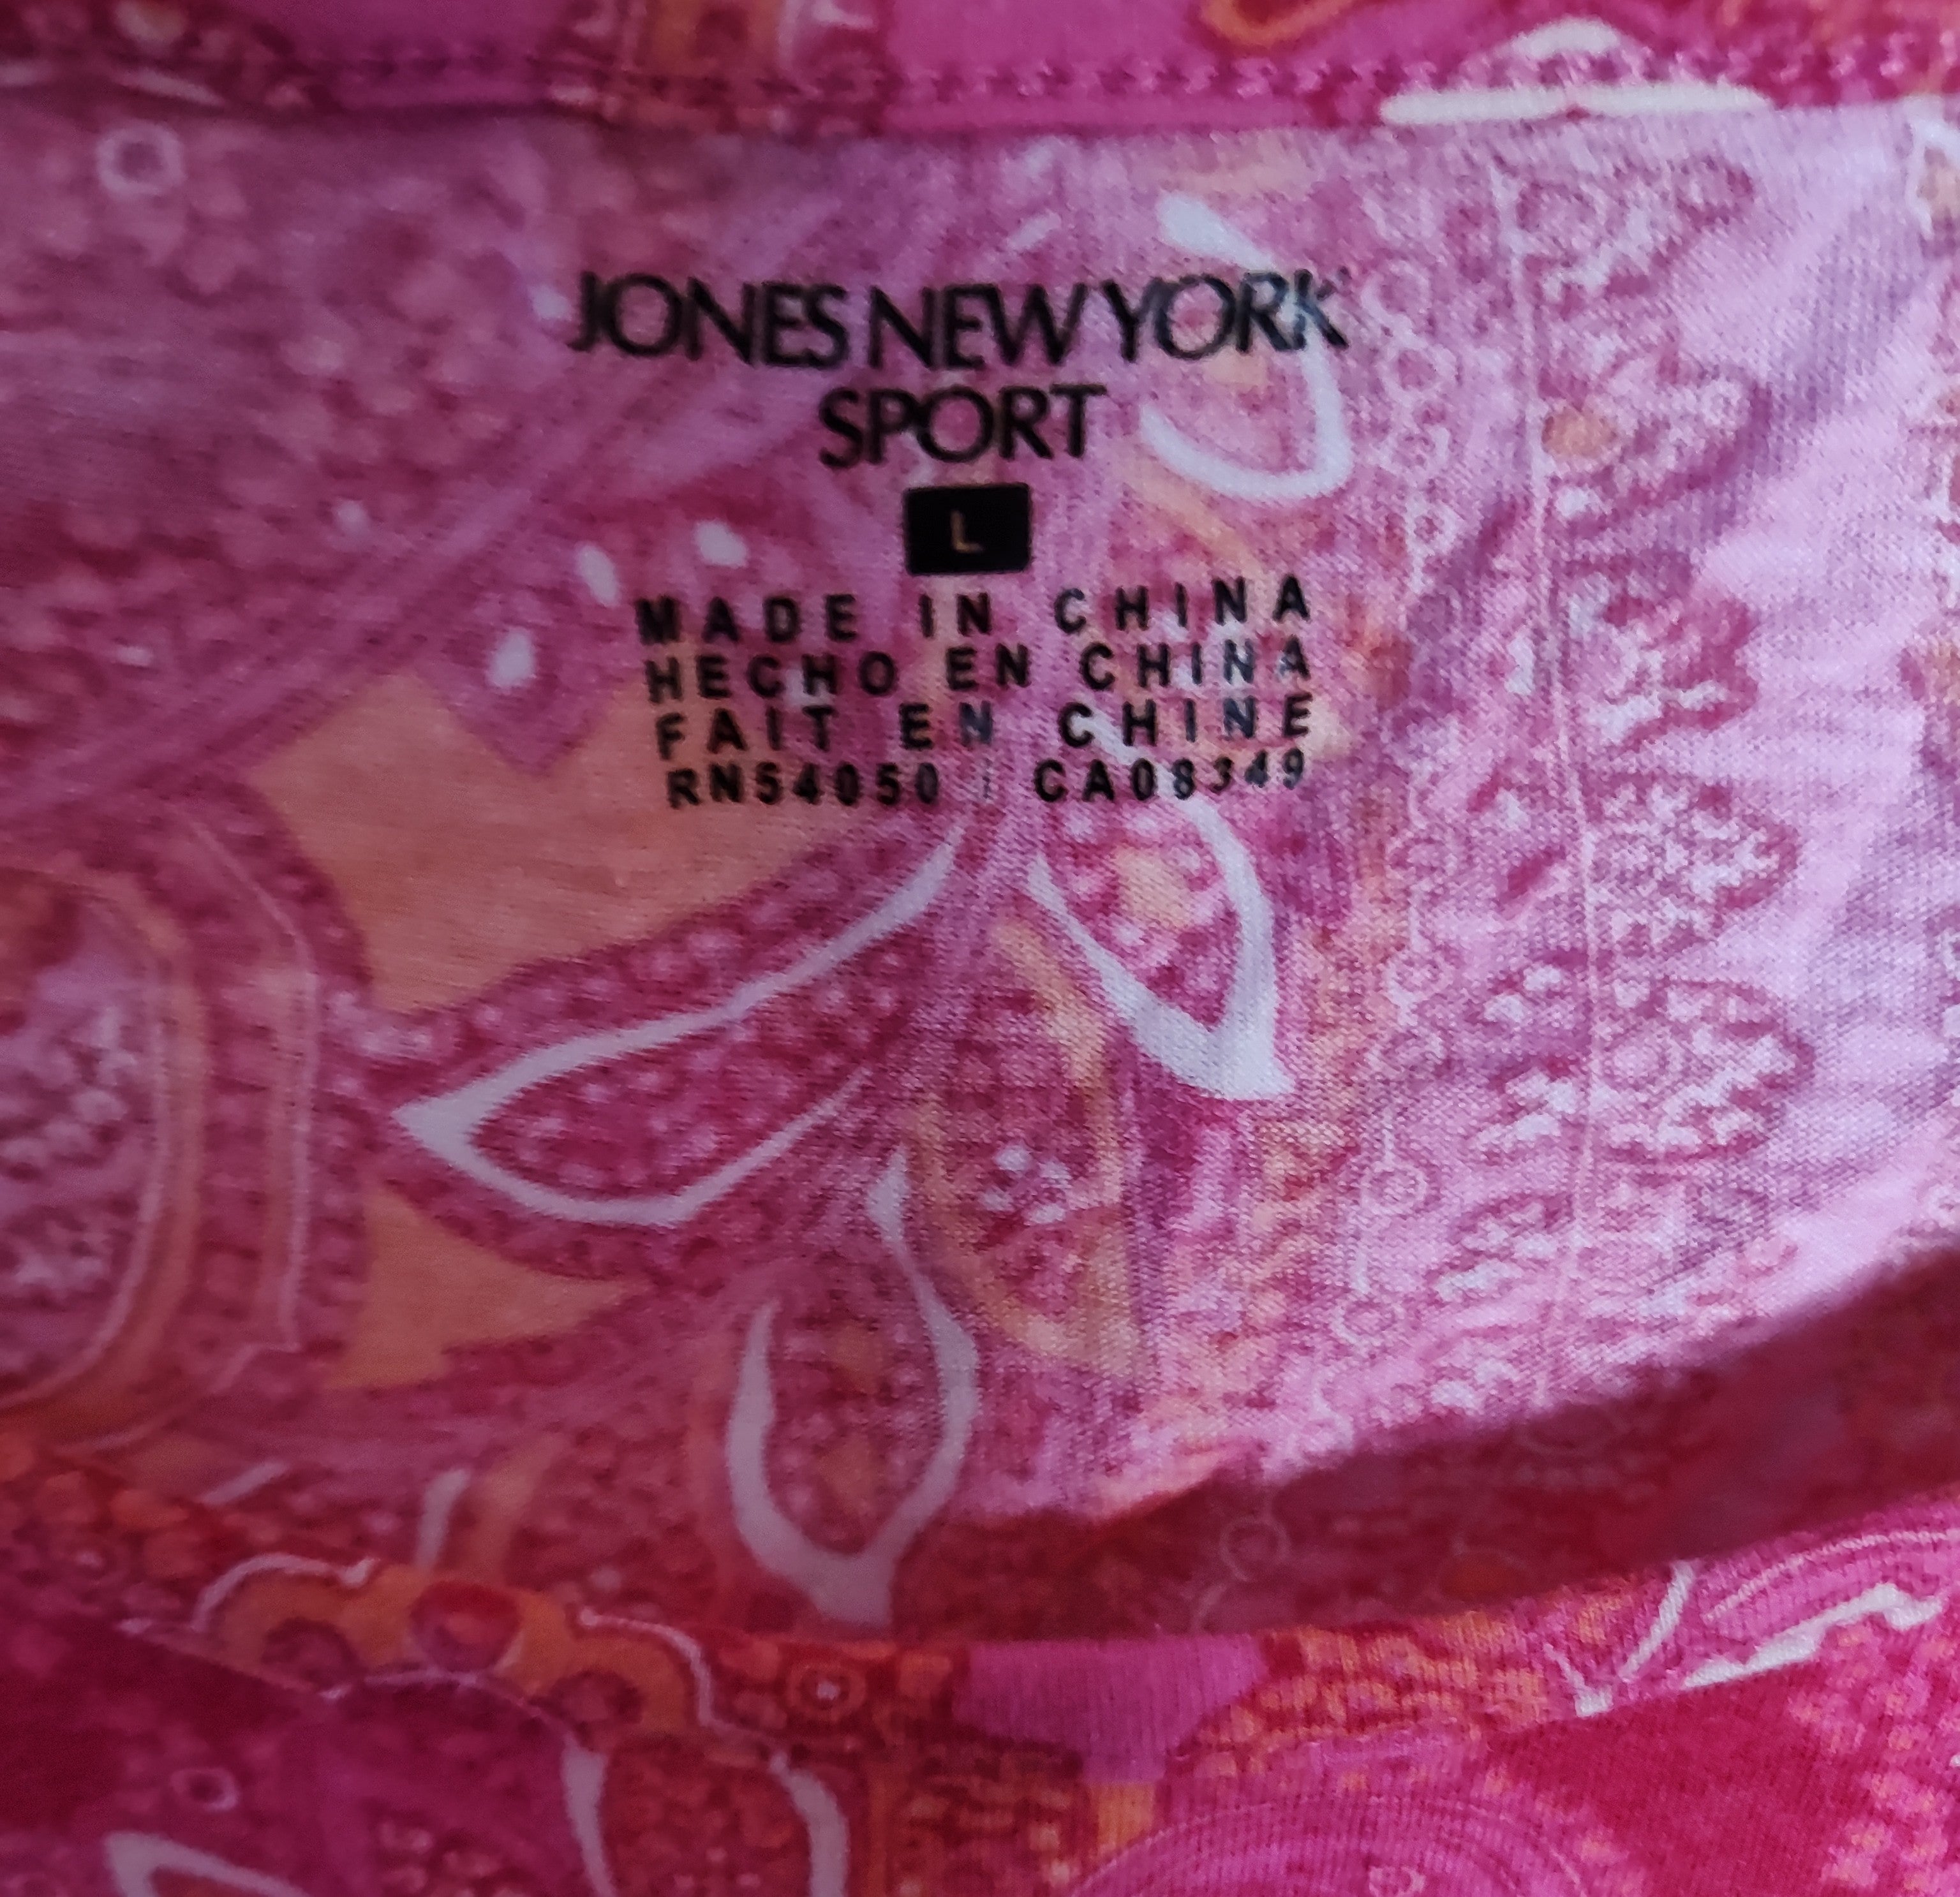 JONES NEW YORK
SPORT
L
MADE IN CHINA
HECHO EN CHINA
FAIT EN CHINE
RN54050 | CA08349